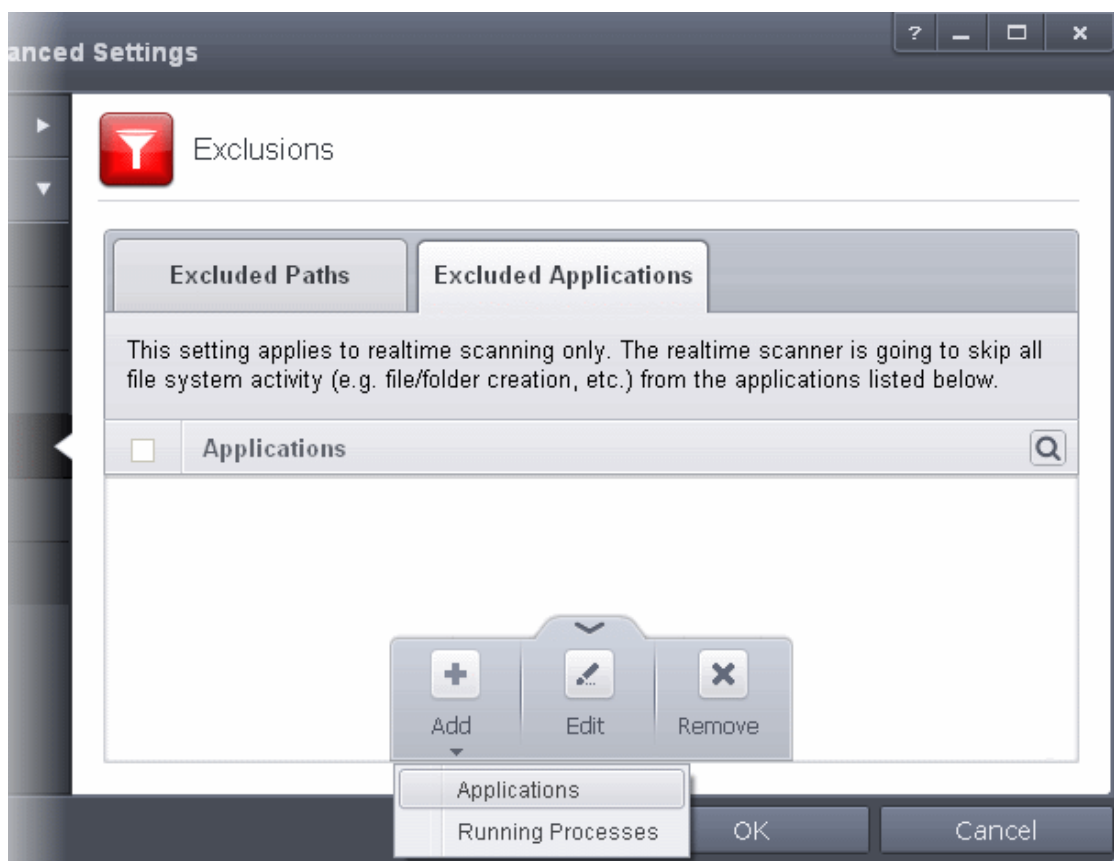 anced Settings
?
Exclusions
Excluded Paths
Excluded Applications
This setting applies to realtime scanning only. The realtime scanner is going to skip all
file system activity (e.g. file/folder creation, etc.) from the applications listed below.
Applications
Add
Edit
Remove
Applications
Running Processes
OK
Cancel